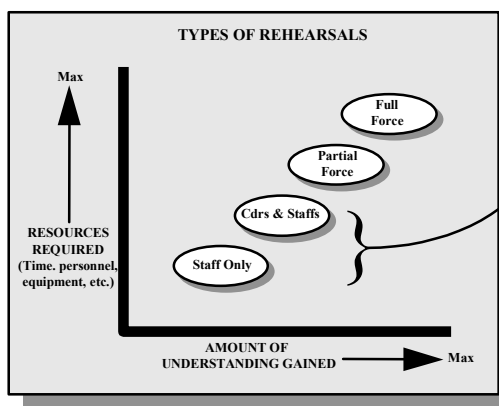 TYPES OF REHEARSALS
Max
Full
Force
Partial
Force
Cdrs & Staffs
RESOURCES
REQUIRED
(Time. personnel,
equipment, etc.)
Staff Only
AMOUNT OF
UNDERSTANDING GAINED
Max